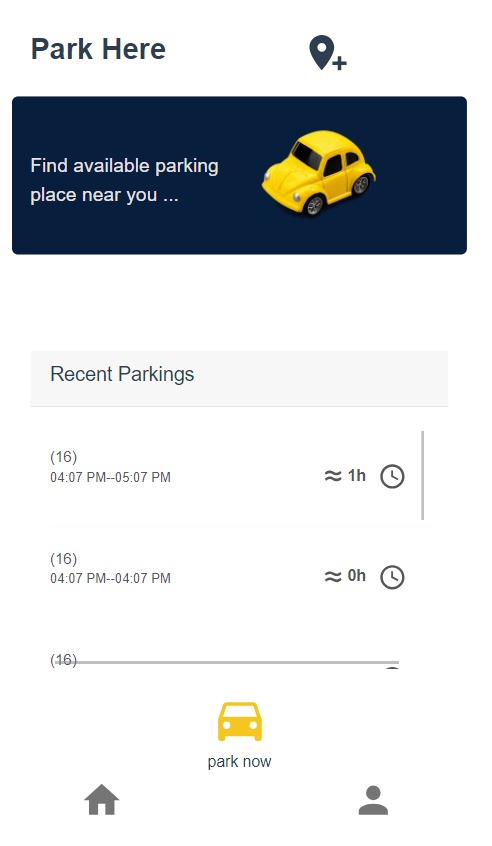 Park Here
Find available parking
place near you ...
Recent Parkings
(16)
04:07 PM--05:07 PM
≈ 1h
(16)
04:07 PM--04:07 PM
≈ 0h
(16)
park now